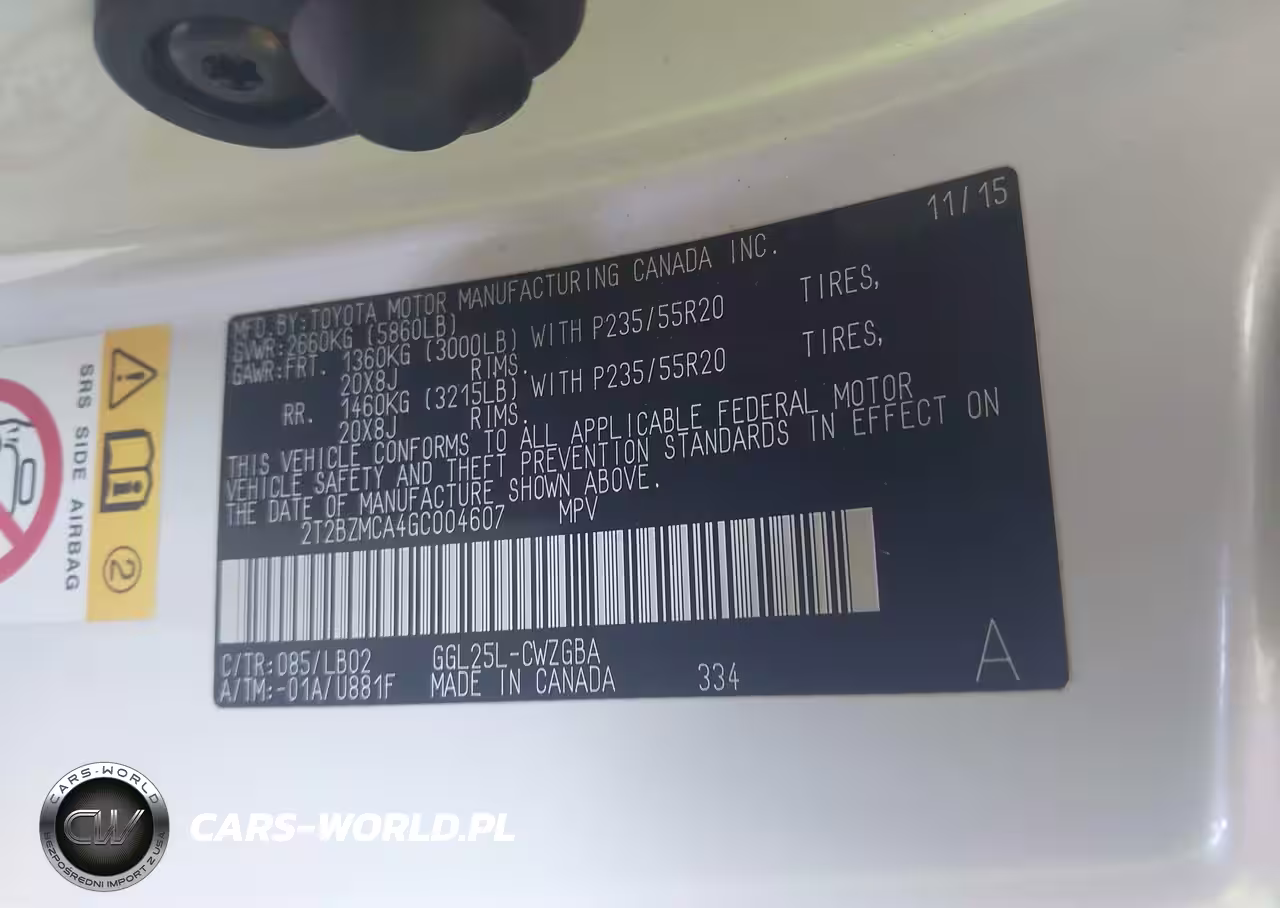 11/15
MFD.BY:TOYOTA MOTOR MANUFACTURING CANADA INC.
GVWR:2660KG (5860LB)
GAWR:FRT. 1360KG (3000LB) WITH P235/55R20 TIRES,
20X8J RIMS.
RR. 1460KG (3215LB) WITH P235/55R20 TIRES,
20X8J RIMS.
THIS VEHICLE CONFORMS TO ALL APPLICABLE FEDERAL MOTOR
VEHICLE SAFETY AND THEFT PREVENTION STANDARDS IN EFFECT ON
THE DATE OF MANUFACTURE SHOWN ABOVE.
2T2BZMCA4GC004607 MPV
C/TR:085/LB02 GGL25L-CWZGBA
A/TM:-01A/U881F MADE IN CANADA 334
A
SRS SIDE AIRBAG
2
CARS-WORLD
CW
BEZPOŚREDNI IMPORT Z USA
CARS-WORLD.PL